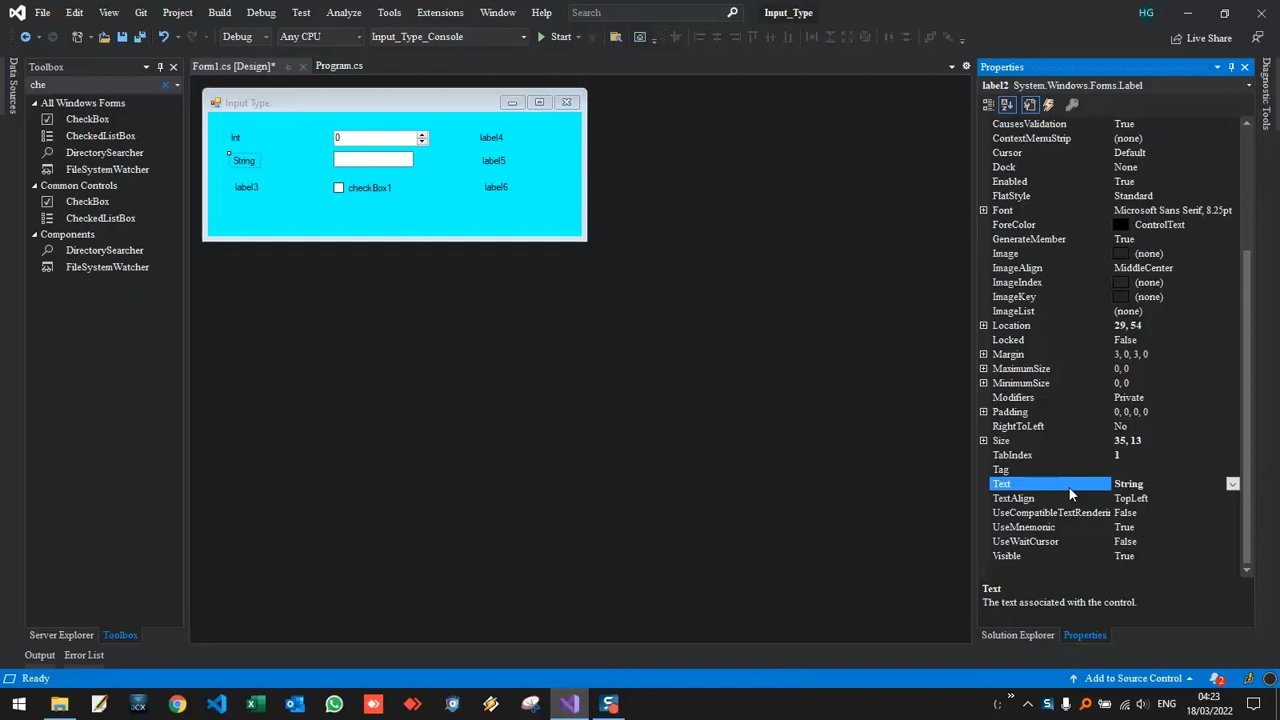 File Edit View Git Project Build Debug Test Analyze Tools Extensions Window Help Search Input_Type HG
Debug Any CPU Input_Type_Console Start Live Share
Data Sources
Toolbox
che
All Windows Forms
CheckBox
CheckedListBox
DirectorySearcher
FileSystemWatcher
Common Controls
CheckBox
CheckedListBox
Components
DirectorySearcher
FileSystemWatcher
Server Explorer Toolbox
Output Error List
Form1.cs [Design]* Program.cs
Input Type
Int 0 label4
String label5
label3 checkBox1 label6
Properties
label2 System.Windows.Forms.Label
CausesValidation True
ContextMenuStrip (none)
Cursor Default
Dock None
Enabled True
FlatStyle Standard
Font Microsoft Sans Serif, 8.25pt
ForeColor ControlText
GenerateMember True
Image (none)
ImageAlign MiddleCenter
ImageIndex (none)
ImageKey (none)
ImageList (none)
Location 29, 54
Locked False
Margin 3, 0, 3, 0
MaximumSize 0, 0
MinimumSize 0, 0
Modifiers Private
Padding 0, 0, 0, 0
RightToLeft No
Size 35, 13
TabIndex 1
Tag
Text String
TextAlign TopLeft
UseCompatibleTextRenderin False
UseMnemonic True
UseWaitCursor False
Visible True
Text
The text associated with the control.
Solution Explorer Properties
Diagnostic Tools
Ready Add to Source Control 2
ENG 04:23
18/03/2022